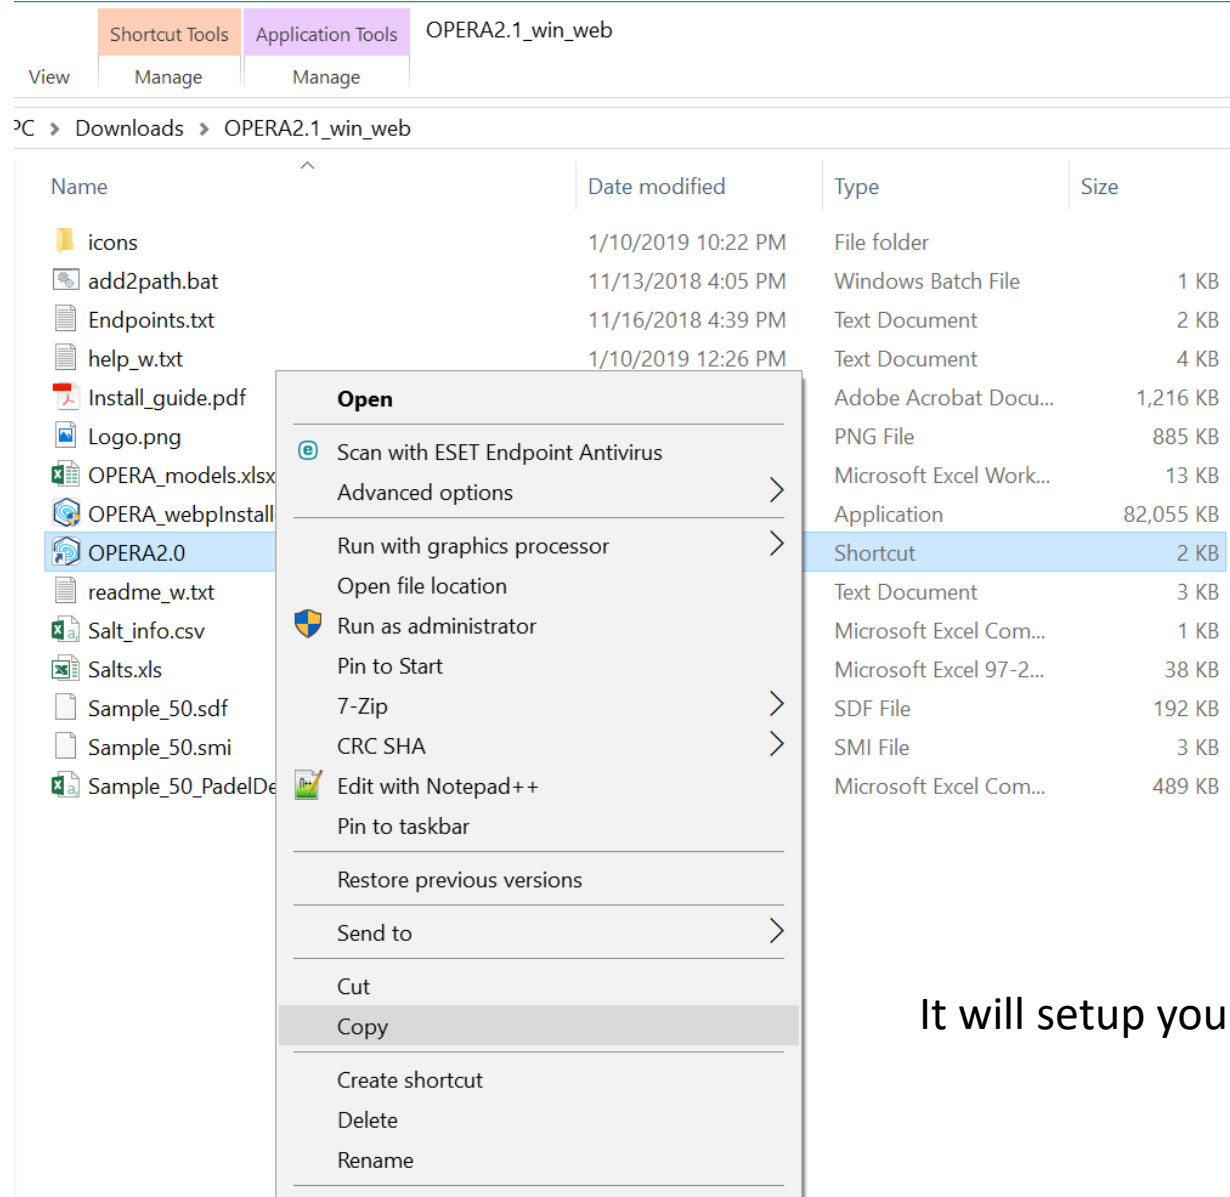 Shortcut Tools Application Tools OPERA2.1_win_web
View Manage Manage
PC > Downloads > OPERA2.1_win_web
Name Date modified Type Size
icons 1/10/2019 10:22 PM File folder
add2path.bat 11/13/2018 4:05 PM Windows Batch File 1 KB
Endpoints.txt 11/16/2018 4:39 PM Text Document 2 KB
help_w.txt 1/10/2019 12:26 PM Text Document 4 KB
Install_guide.pdf Adobe Acrobat Docu... 1,216 KB
Logo.png PNG File 885 KB
OPERA_models.xlsx Microsoft Excel Work... 13 KB
OPERA_webpInstall Application 82,055 KB
OPERA2.0 Shortcut 2 KB
readme_w.txt Text Document 3 KB
Salt_info.csv Microsoft Excel Com... 1 KB
Salts.xls Microsoft Excel 97-2... 38 KB
Sample_50.sdf SDF File 192 KB
Sample_50.smi SMI File 3 KB
Sample_50_PadelDe Microsoft Excel Com... 489 KB
Open
Scan with ESET Endpoint Antivirus
Advanced options
Run with graphics processor
Open file location
Run as administrator
Pin to Start
7-Zip
CRC SHA
Edit with Notepad++
Pin to taskbar
Restore previous versions
Send to
Cut
Copy
Create shortcut
Delete
Rename
It will setup you